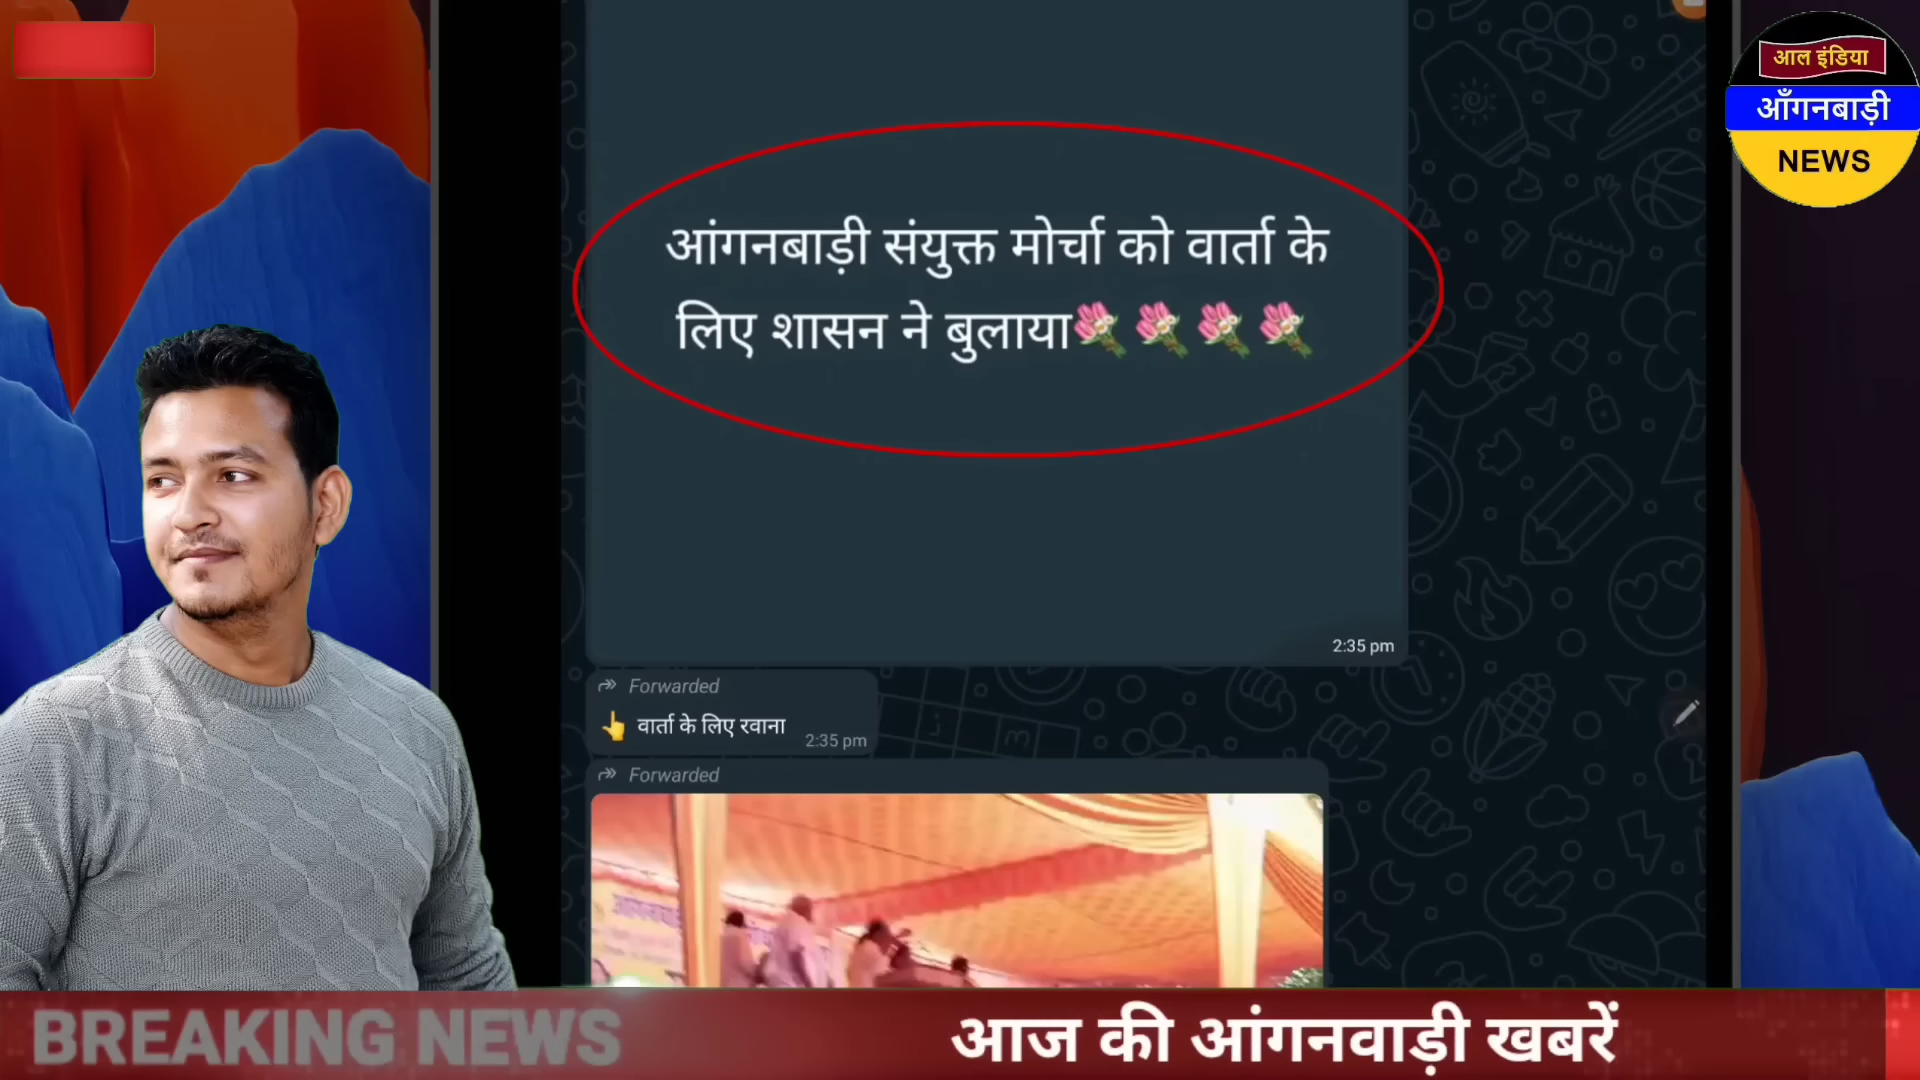 आल इंडिया
आँगनबाड़ी
NEWS
आंगनबाड़ी संयुक्त मोर्चा को वार्ता के
लिए शासन ने बुलाया💐💐💐💐
2:35 pm
Forwarded
👆 वार्ता के लिए रवाना
2:35 pm
Forwarded
BREAKING NEWS
आज की आंगनवाड़ी खबरें